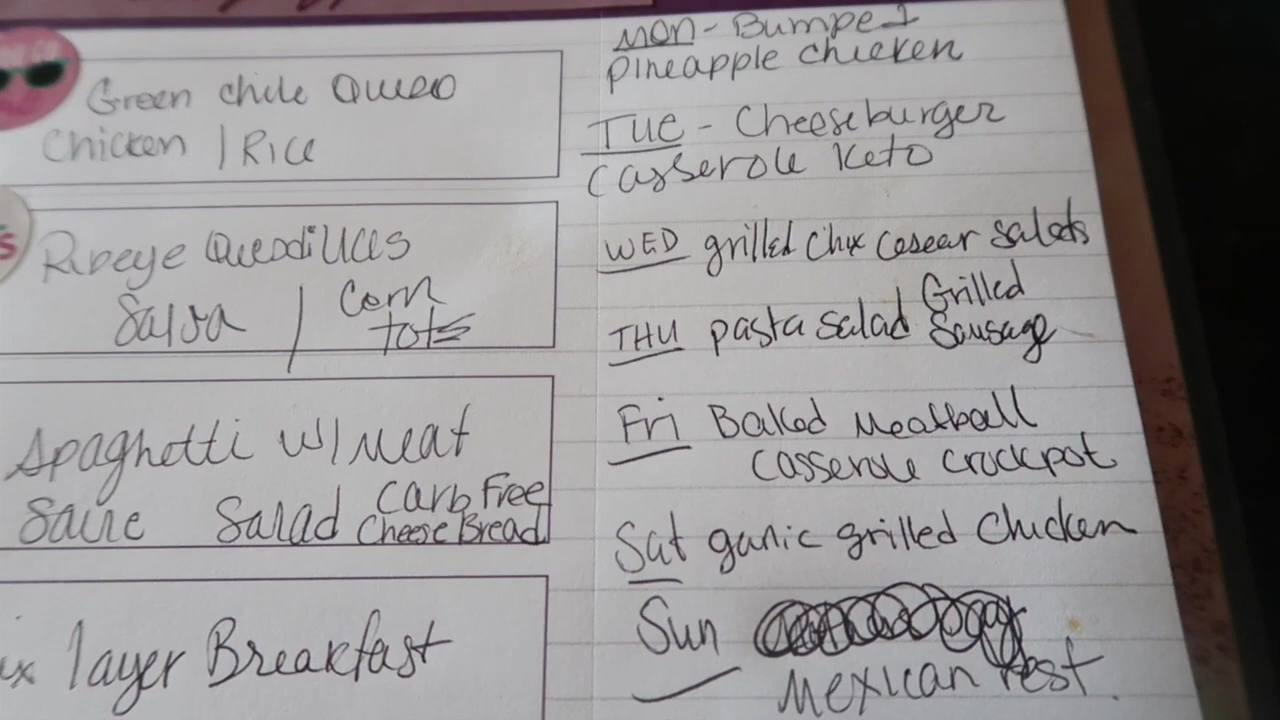 Green chile Queso
Chicken / Rice
Ribeye Quesdillas
Salsa / Corn
tots
Spaghetti w/ Meat
Sauce Salad Carb Free
Cheese Bread
layer Breakfast
Mon - Bumped
pineapple chicken
TUE - Cheeseburger
Casserole Keto
WED grilled chix Cesear Salads
THU pasta salad Grilled
Sausage
Fri Baked Meatball
Casserole Crockpot
Sat garlic grilled Chicken
Sun
Mexican rest.